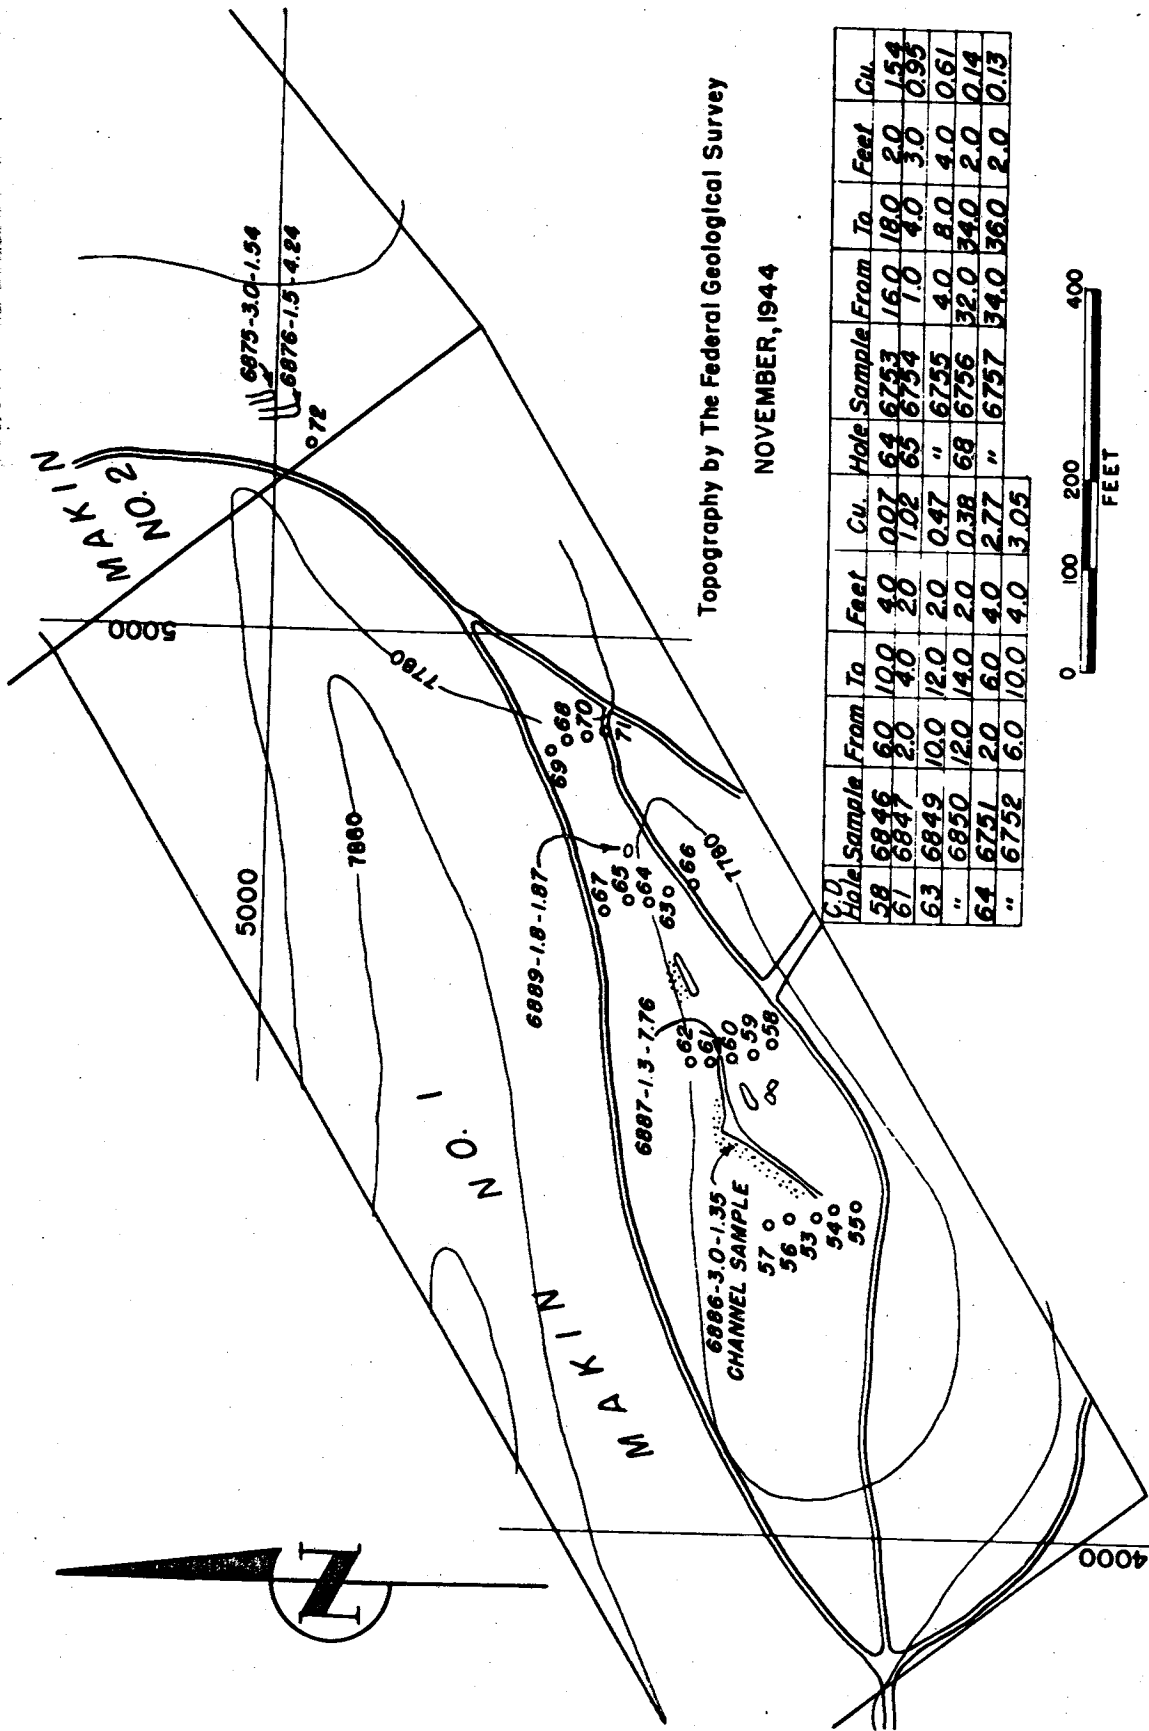 MAKIN
NO. 2
5000
5000
7780
7860
6875-3.0-1.54
6876-1.5-4.24
72
69
68
70
71
6889-1.8-1.87
67
65
64
63
66
7780
6887-1.3-7.76
62
61
60
59
58
6886-3.0-1.35
CHANNEL SAMPLE
57
56
53
54
55
MAKIN NO. 1
4000
N
Topography by The Federal Geological Survey
NOVEMBER, 1944
C.D.
Hole Sample From To Feet Cu. Hole Sample From To Feet Cu.
58 6846 6.0 10.0 4.0 0.07 64 6753 16.0 18.0 2.0 1.54
61 6847 2.0 4.0 2.0 1.02 65 6754 1.0 4.0 3.0 0.95
63 6849 10.0 12.0 2.0 0.47 " 6755 4.0 8.0 4.0 0.61
" 6850 12.0 14.0 2.0 0.38 68 6756 32.0 34.0 2.0 0.14
64 6751 2.0 6.0 4.0 2.77 " 6757 34.0 36.0 2.0 0.13
" 6752 6.0 10.0 4.0 3.05
0 100 200 400
FEET